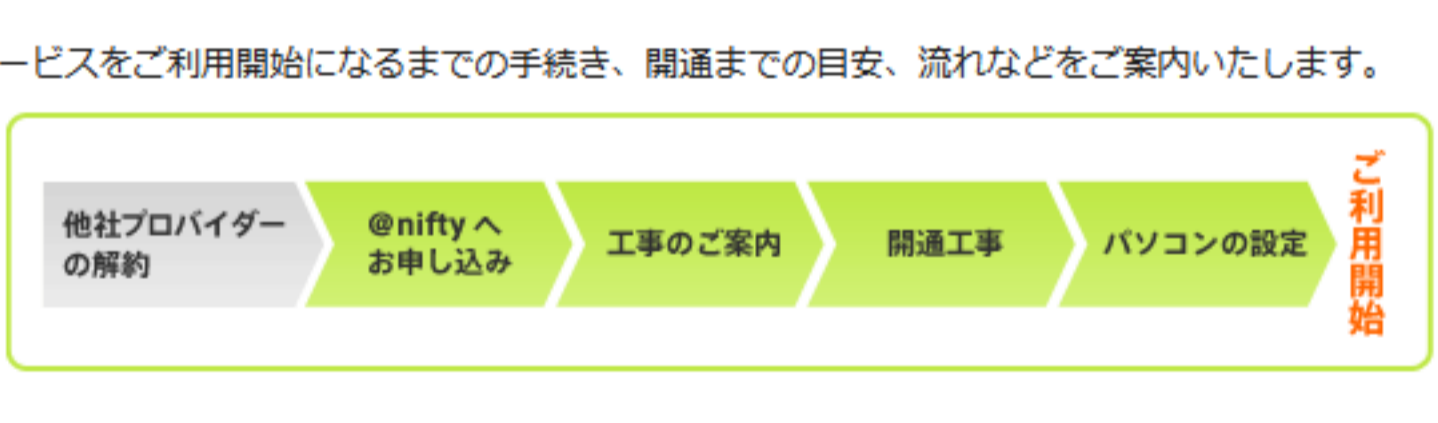 ービスをご利用開始になるまでの手続き、開通までの目安、流れなどをご案内いたします。
他社プロバイダー
の解約
@nifty へ
お申し込み
工事のご案内
開通工事
パソコンの設定
ご利用開始